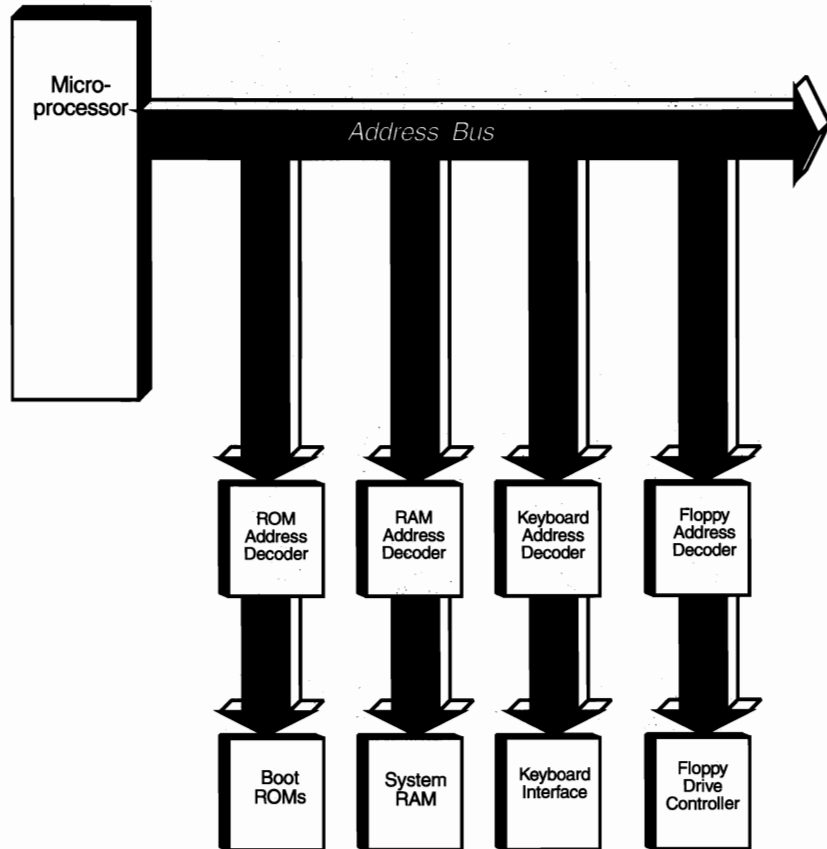 Micro-
processor
Address Bus
ROM
Address
Decoder
RAM
Address
Decoder
Keyboard
Address
Decoder
Floppy
Address
Decoder
Boot
ROMs
System
RAM
Keyboard
Interface
Floppy
Drive
Controller